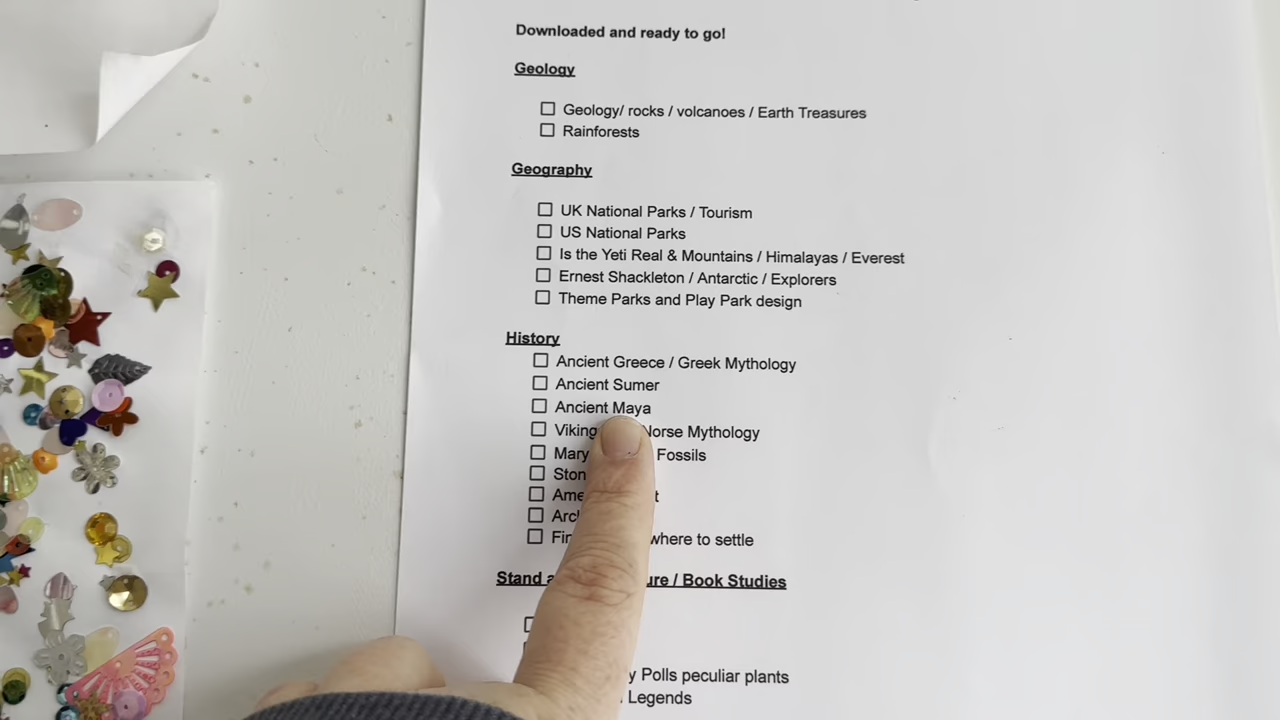 Downloaded and ready to go!
Geology
Geology/ rocks / volcanoes / Earth Treasures
Rainforests
Geography
UK National Parks / Tourism
US National Parks
Is the Yeti Real & Mountains / Himalayas / Everest
Ernest Shackleton / Antarctic / Explorers
Theme Parks and Play Park design
History
Ancient Greece / Greek Mythology
Ancient Sumer
Ancient Maya
Viking Norse Mythology
Mary Fossils
where to settle
Stand / Book Studies
Polls peculiar plants
Legends